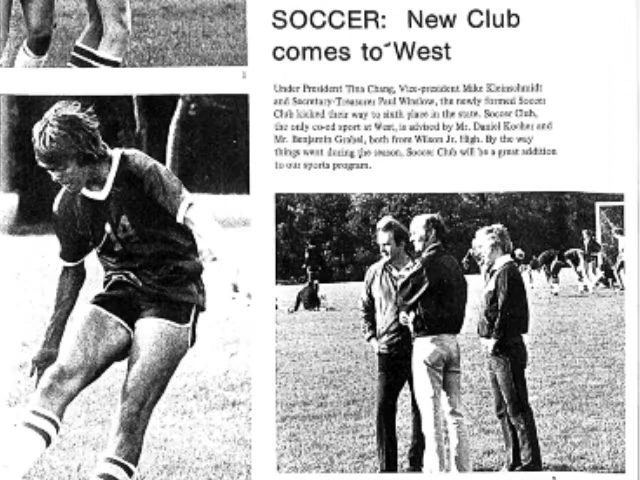 SOCCER: New Club
comes to West
Under President Tina Chang, Vice-president Mike Kleinschmidt
and Secretary-Treasurer Paul Winslow, the newly formed Soccer
Club kicked their way to sixth place in the state. Soccer Club,
the only co-ed sport at West, is advised by Mr. Daniel Kocher and
Mr. Benjamin Grabel, both from Wilson Jr. High. By the way
things went during the season, Soccer Club will be a great addition
to our sports program.